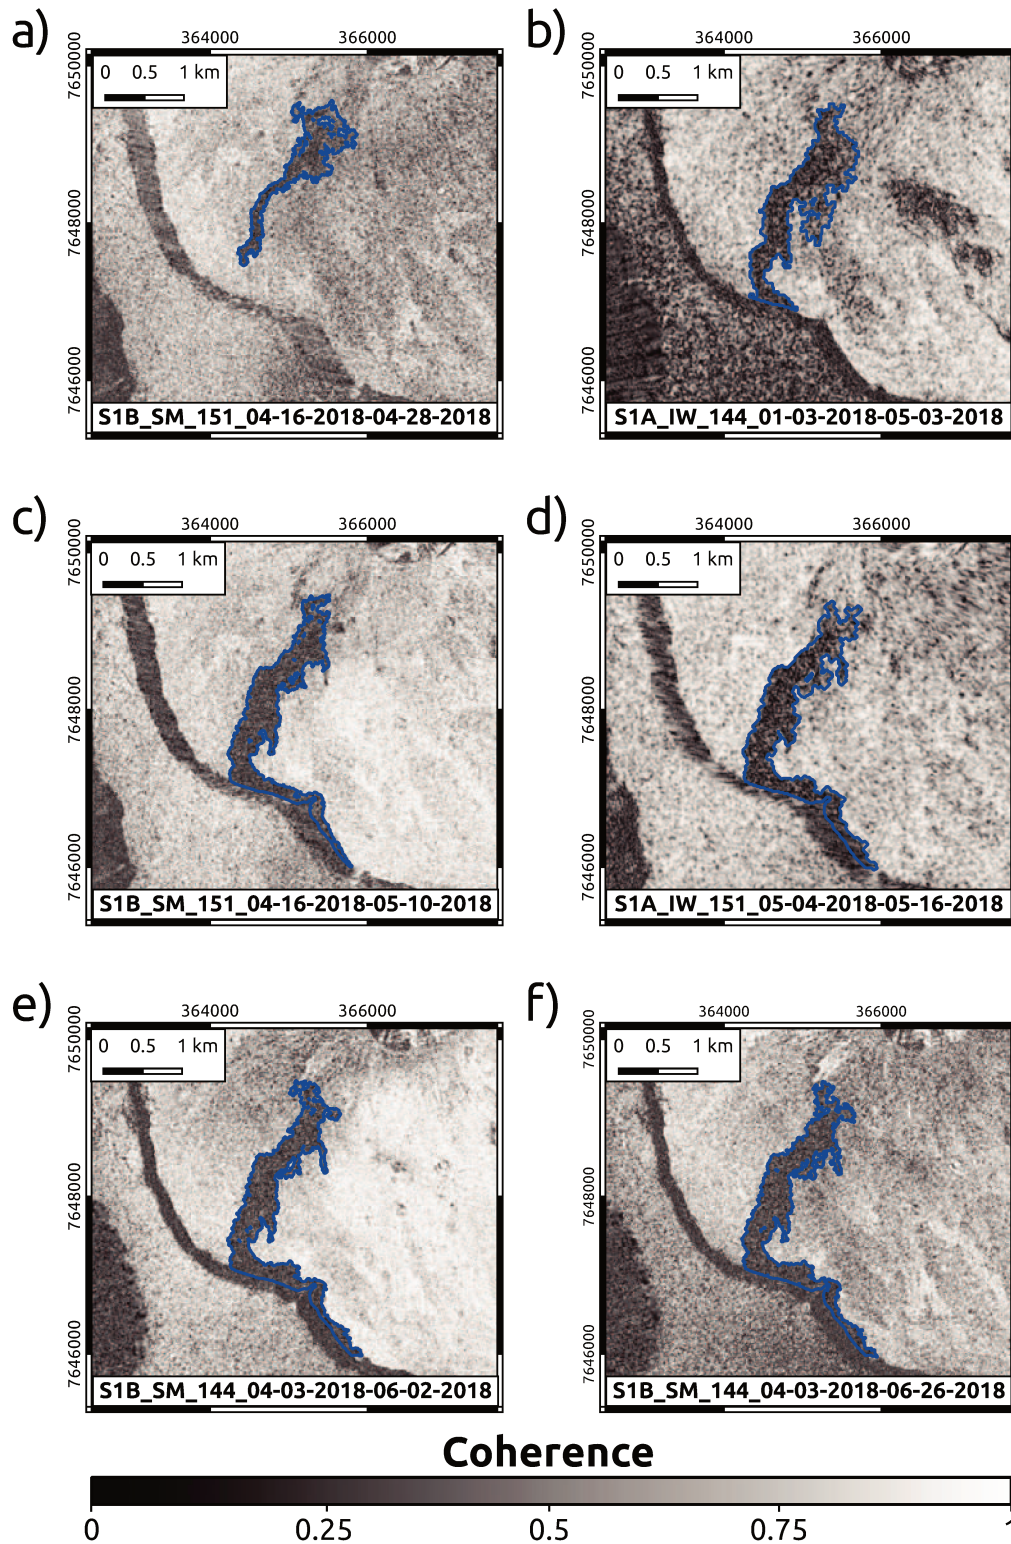 a)
364000 366000
7650000
7648000
7646000
0 0.5 1 km
S1B_SM_151_04-16-2018-04-28-2018
b)
364000 366000
7650000
7648000
7646000
0 0.5 1 km
S1A_IW_144_01-03-2018-05-03-2018
c)
364000 366000
7650000
7648000
7646000
0 0.5 1 km
S1B_SM_151_04-16-2018-05-10-2018
d)
364000 366000
7650000
7648000
7646000
0 0.5 1 km
S1A_IW_151_05-04-2018-05-16-2018
e)
364000 366000
7650000
7648000
7646000
0 0.5 1 km
S1B_SM_144_04-03-2018-06-02-2018
f)
364000 366000
7650000
7648000
7646000
0 0.5 1 km
S1B_SM_144_04-03-2018-06-26-2018
Coherence
0 0.25 0.5 0.75 1